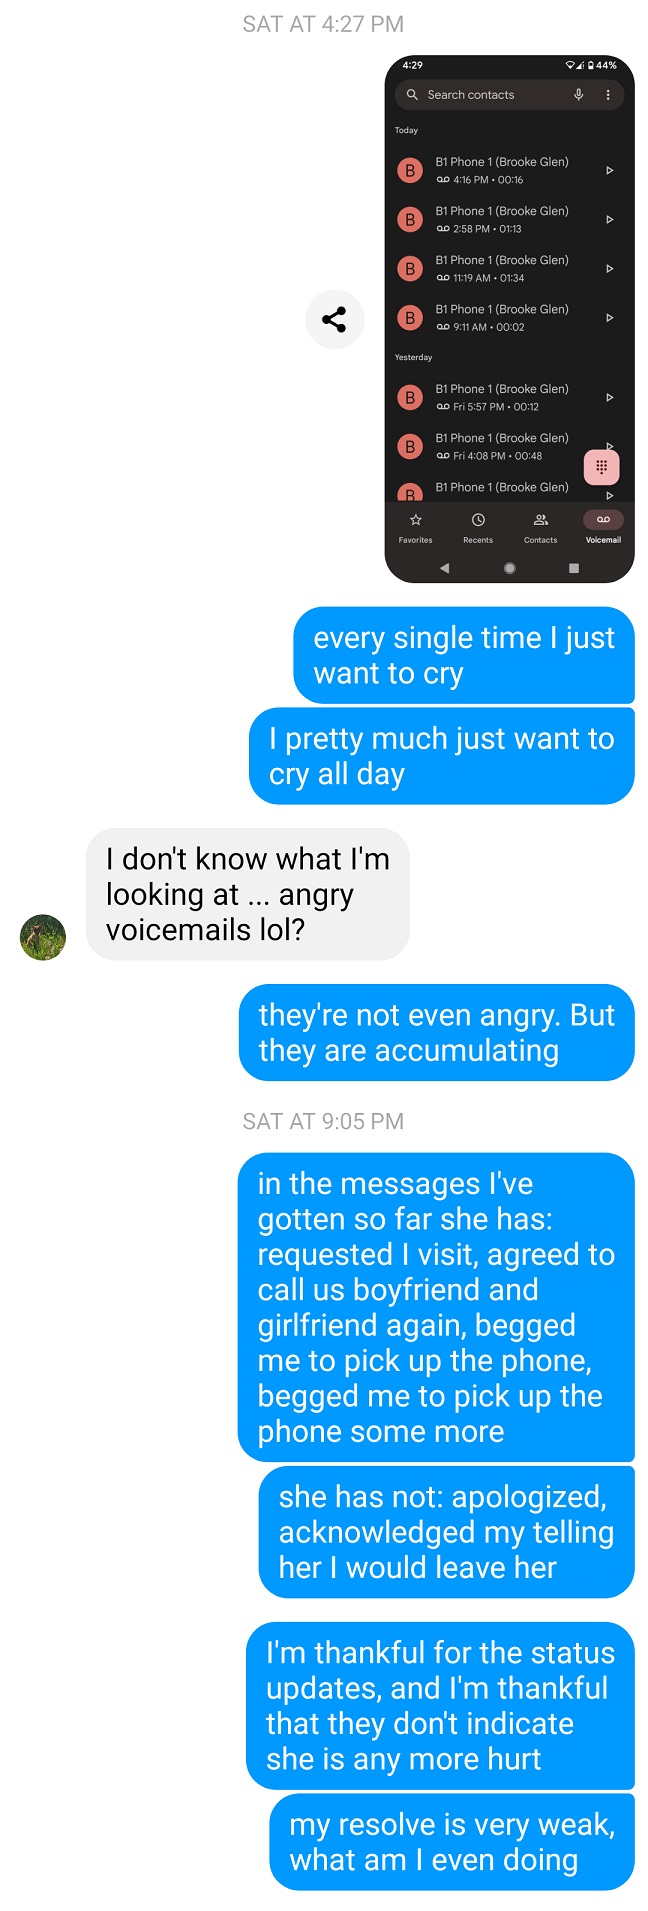 SAT AT 4:27 PM
4:29
44%
Search contacts
Today
B1 Phone 1 (Brooke Glen)
4:16 PM • 00:16
B1 Phone 1 (Brooke Glen)
2:58 PM • 01:13
B1 Phone 1 (Brooke Glen)
11:19 AM • 01:34
B1 Phone 1 (Brooke Glen)
9:11 AM • 00:02
Yesterday
B1 Phone 1 (Brooke Glen)
Fri 5:57 PM • 00:12
B1 Phone 1 (Brooke Glen)
Fri 4:08 PM • 00:48
B1 Phone 1 (Brooke Glen)
B
B
B
B
B
B
B
Favorites
Recents
Contacts
Voicemail
every single time I just
want to cry
I pretty much just want to
cry all day
I don't know what I'm
looking at ... angry
voicemails lol?
they're not even angry. But
they are accumulating
SAT AT 9:05 PM
in the messages I've
gotten so far she has:
requested I visit, agreed to
call us boyfriend and
girlfriend again, begged
me to pick up the phone,
begged me to pick up the
phone some more
she has not: apologized,
acknowledged my telling
her I would leave her
I'm thankful for the status
updates, and I'm thankful
that they don't indicate
she is any more hurt
my resolve is very weak,
what am I even doing